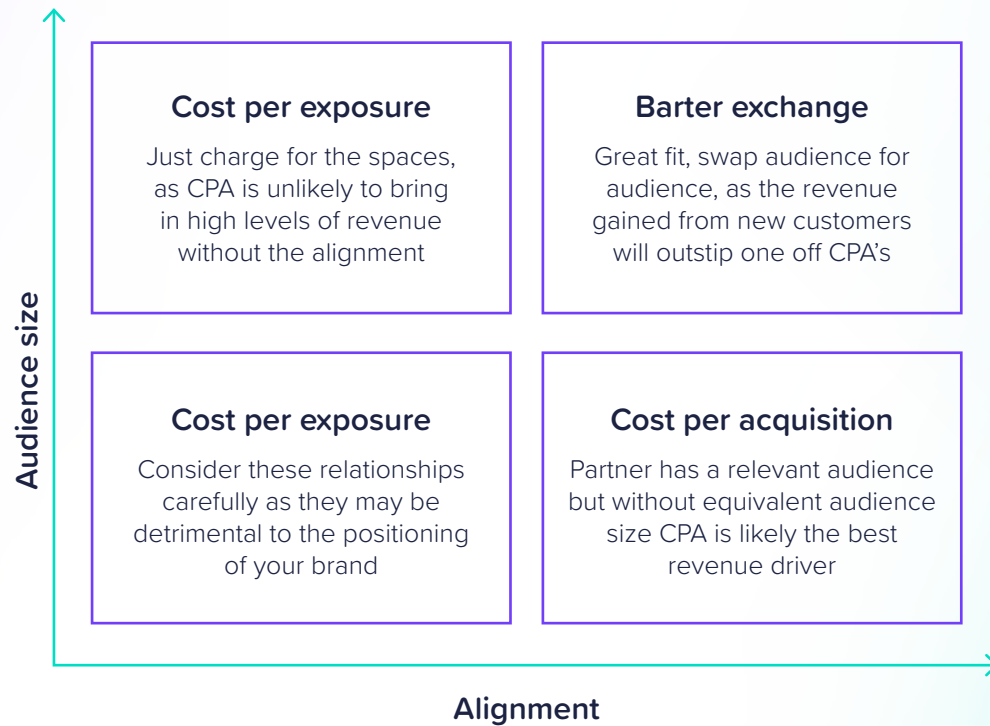 Cost per exposure
Just charge for the spaces,
as CPA is unlikely to bring
in high levels of revenue
without the alignment
Barter exchange
Great fit, swap audience for
audience, as the revenue
gained from new customers
will outstip one off CPA’s
Audience size
Cost per exposure
Consider these relationships
carefully as they may be
detrimental to the positioning
of your brand
Cost per acquisition
Partner has a relevant audience
but without equivalent audience
size CPA is likely the best
revenue driver
Alignment